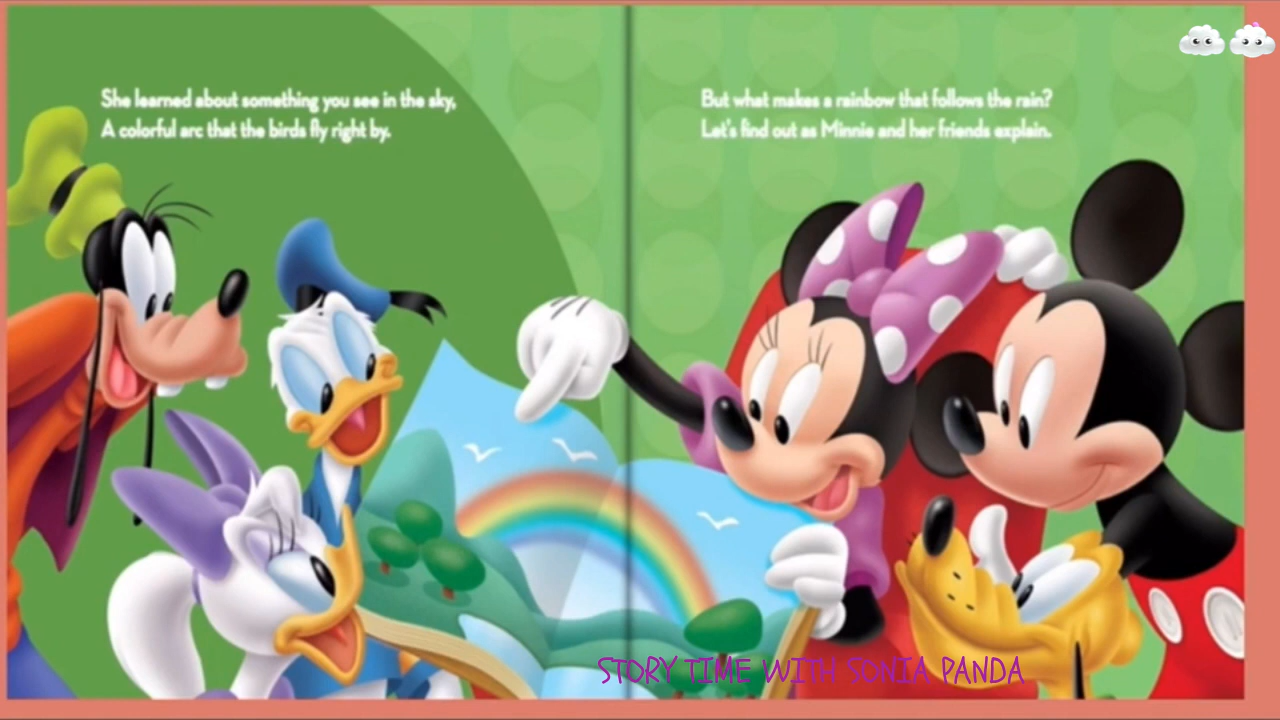 She learned about something you see in the sky,
A colorful arc that the birds fly right by.
But what makes a rainbow that follows the rain?
Let's find out as Minnie and her friends explain.
STORY TIME WITH SONIA PANDA